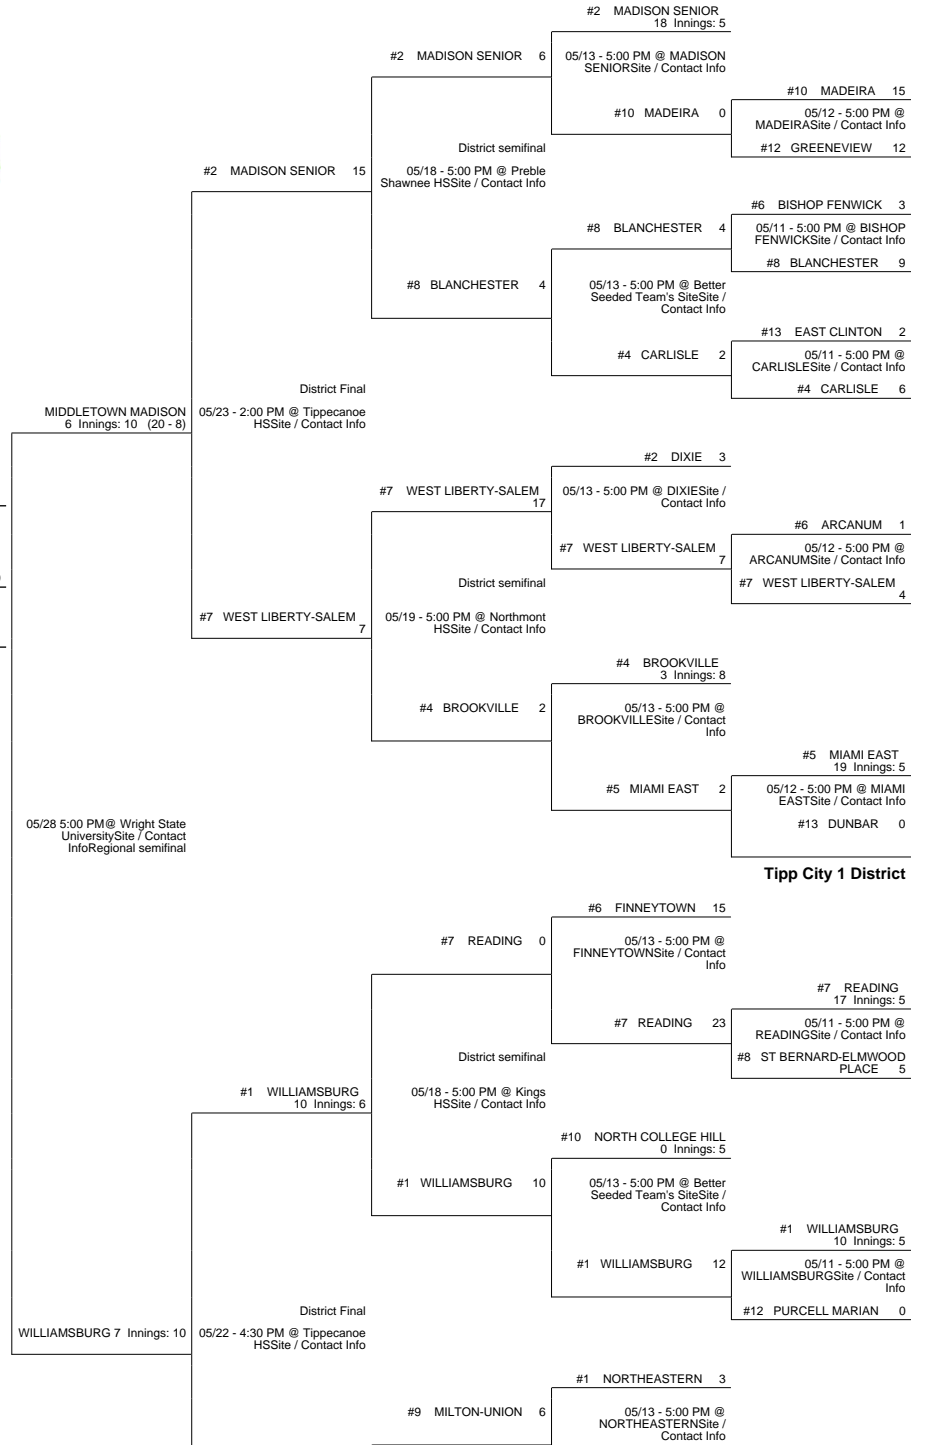 #2 MADISON SENIOR
18 Innings: 5
#2 MADISON SENIOR 6
05/13 - 5:00 PM @ MADISON
SENIORSite / Contact Info
#10 MADEIRA 15
#10 MADEIRA 0
05/12 - 5:00 PM @
MADEIRASite / Contact Info
District semifinal
#12 GREENEVIEW 12
#2 MADISON SENIOR 15
05/18 - 5:00 PM @ Preble
Shawnee HSSite / Contact Info
#6 BISHOP FENWICK 3
#8 BLANCHESTER 4
05/11 - 5:00 PM @ BISHOP
FENWICKSite / Contact Info
#8 BLANCHESTER 9
#8 BLANCHESTER 4
05/13 - 5:00 PM @ Better
Seeded Team's SiteSite /
Contact Info
#13 EAST CLINTON 2
#4 CARLISLE 2
05/11 - 5:00 PM @
CARLISLESite / Contact Info
#4 CARLISLE 6
District Final
MIDDLETOWN MADISON
6 Innings: 10 (20 - 8)
05/23 - 2:00 PM @ Tippecanoe
HSSite / Contact Info
#2 DIXIE 3
#7 WEST LIBERTY-SALEM
17
05/13 - 5:00 PM @ DIXIESite /
Contact Info
#6 ARCANUM 1
#7 WEST LIBERTY-SALEM
7
05/12 - 5:00 PM @
ARCANUMSite / Contact Info
District semifinal
#7 WEST LIBERTY-SALEM
4
#7 WEST LIBERTY-SALEM
7
05/19 - 5:00 PM @ Northmont
HSSite / Contact Info
#4 BROOKVILLE
3 Innings: 8
#4 BROOKVILLE 2
05/13 - 5:00 PM @
BROOKVILLESite / Contact
Info
#5 MIAMI EAST
19 Innings: 5
#5 MIAMI EAST 2
05/12 - 5:00 PM @ MIAMI
EASTSite / Contact Info
#13 DUNBAR 0
05/28 5:00 PM@ Wright State
UniversitySite / Contact
InfoRegional semifinal
Tipp City 1 District
#6 FINNEYTOWN 15
#7 READING 0
05/13 - 5:00 PM @
FINNEYTOWNSite / Contact
Info
#7 READING
17 Innings: 5
#7 READING 23
05/11 - 5:00 PM @
READINGSite / Contact Info
District semifinal
#8 ST BERNARD-ELMWOOD
PLACE 5
#1 WILLIAMSBURG
10 Innings: 6
05/18 - 5:00 PM @ Kings
HSSite / Contact Info
#10 NORTH COLLEGE HILL
0 Innings: 5
#1 WILLIAMSBURG 10
05/13 - 5:00 PM @ Better
Seeded Team's SiteSite /
Contact Info
#1 WILLIAMSBURG
10 Innings: 5
#1 WILLIAMSBURG 12
05/11 - 5:00 PM @
WILLIAMSBURGSite / Contact
Info
District Final
#12 PURCELL MARIAN 0
WILLIAMSBURG 7 Innings: 10
05/22 - 4:30 PM @ Tippecanoe
HSSite / Contact Info
#1 NORTHEASTERN 3
#9 MILTON-UNION 6
05/13 - 5:00 PM @
NORTHEASTERNSite /
Contact Info